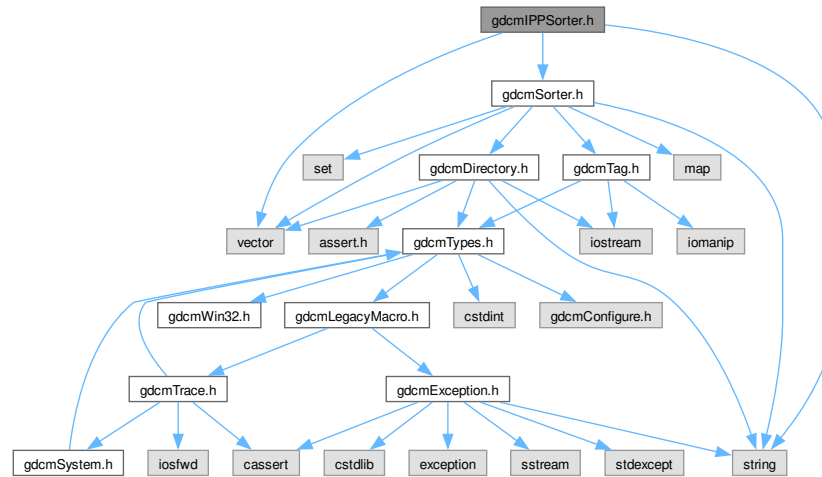 gdcmIPPSorter.h
gdcmSorter.h
set
gdcmDirectory.h
gdcmTag.h
map
vector
assert.h
gdcmTypes.h
iostream
iomanip
gdcmWin32.h
gdcmLegacyMacro.h
cstdint
gdcmConfigure.h
gdcmTrace.h
gdcmException.h
gdcmSystem.h
iosfwd
cassert
cstdlib
exception
sstream
stdexcept
string